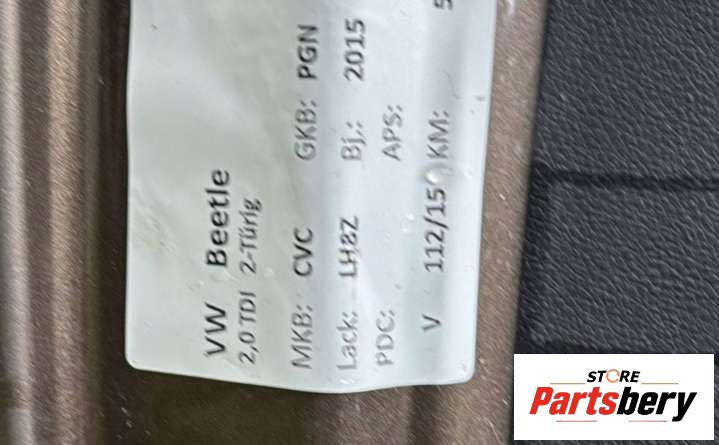 VW Beetle
2,0 TDI 2-Türig
MKB: CVC GKB: PGN
Lack: LH8Z Bj.: 2015
PDC: APS:
V 112/15 KM: 5
STORE
Partsbery